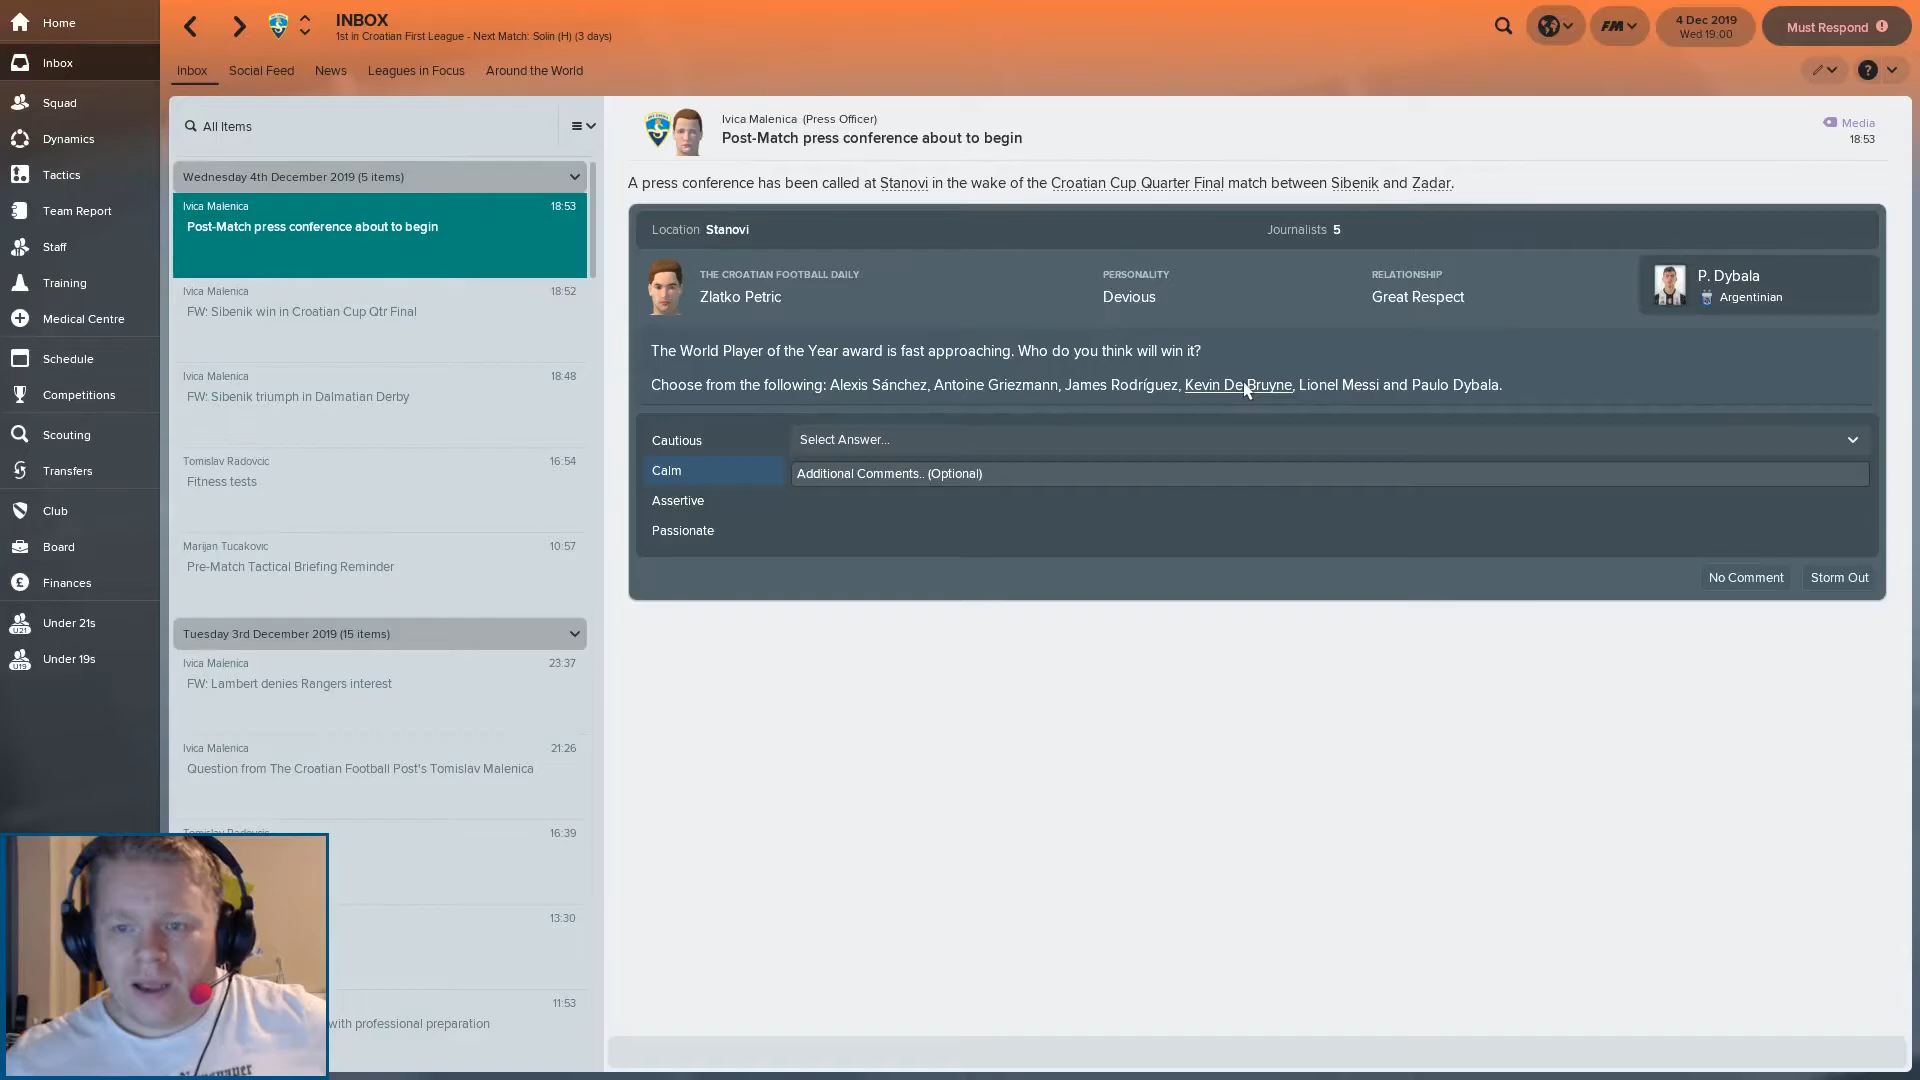 Home
Inbox
Squad
Dynamics
Tactics
Team Report
Staff
Training
Medical Centre
Schedule
Competitions
Scouting
Transfers
Club
Board
Finances
Under 21s
Under 19s
INBOX
1st in Croatian First League - Next Match: Solin (H) (3 days)
FM
4 Dec 2019
Wed 19:00
Must Respond
Inbox
Social Feed
News
Leagues in Focus
Around the World
All Items
Wednesday 4th December 2019 (5 items)
Ivica Malenica 18:53
Post-Match press conference about to begin
Ivica Malenica 18:52
FW: Sibenik win in Croatian Cup Qtr Final
Ivica Malenica 18:48
FW: Sibenik triumph in Dalmatian Derby
Tomislav Radovcic 16:54
Fitness tests
Marijan Tucakovic 10:57
Pre-Match Tactical Briefing Reminder
Tuesday 3rd December 2019 (15 items)
Ivica Malenica 23:37
FW: Lambert denies Rangers interest
Ivica Malenica 21:26
Question from The Croatian Football Post's Tomislav Malenica
16:39
13:30
11:53
with professional preparation
Ivica Malenica (Press Officer)
Post-Match press conference about to begin
Media
18:53
A press conference has been called at Stanovi in the wake of the Croatian Cup Quarter Final match between Sibenik and Zadar.
Location Stanovi
Journalists 5
THE CROATIAN FOOTBALL DAILY
Zlatko Petric
PERSONALITY
Devious
RELATIONSHIP
Great Respect
P. Dybala
Argentinian
The World Player of the Year award is fast approaching. Who do you think will win it?
Choose from the following: Alexis Sánchez, Antoine Griezmann, James Rodríguez, Kevin De Bruyne, Lionel Messi and Paulo Dybala.
Cautious
Calm
Assertive
Passionate
Select Answer...
Additional Comments.. (Optional)
No Comment
Storm Out